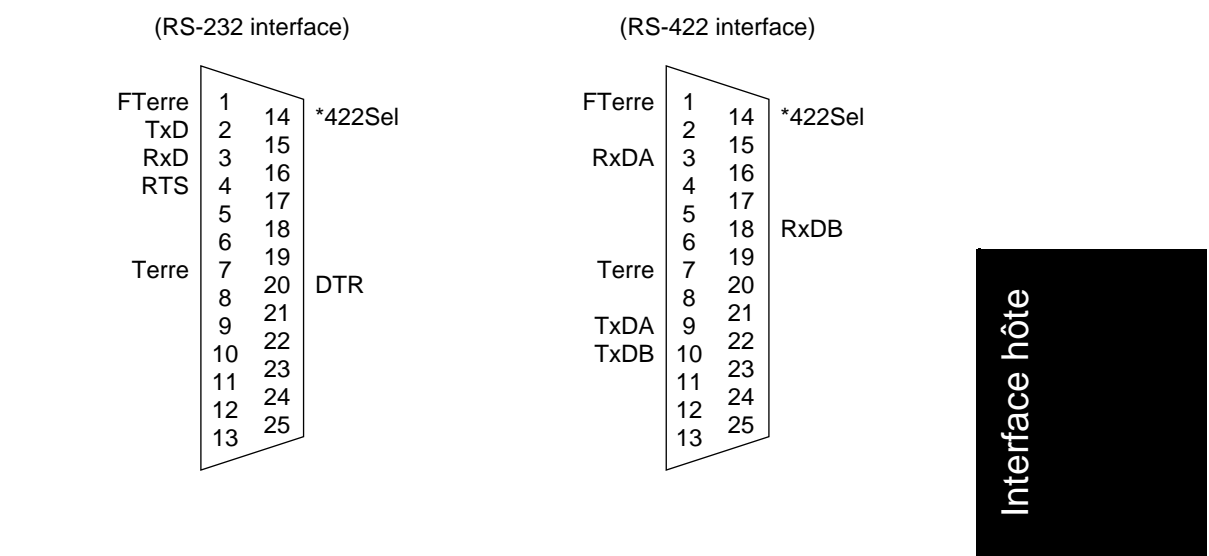 (RS-232 interface)
FTerre 1 14 *422Sel
TxD 2 15
RxD 3 16
RTS 4 17
5 18
6 19
Terre 7 20 DTR
8 21
9 22
10 23
11 24
12 25
13
(RS-422 interface)
FTerre 1 14 *422Sel
2 15
RxDA 3 16
4 17
5 18 RxDB
6 19
Terre 7 20
8 21
TxDA 9 22
TxDB 10 23
11 24
12 25
13
Interface hôte